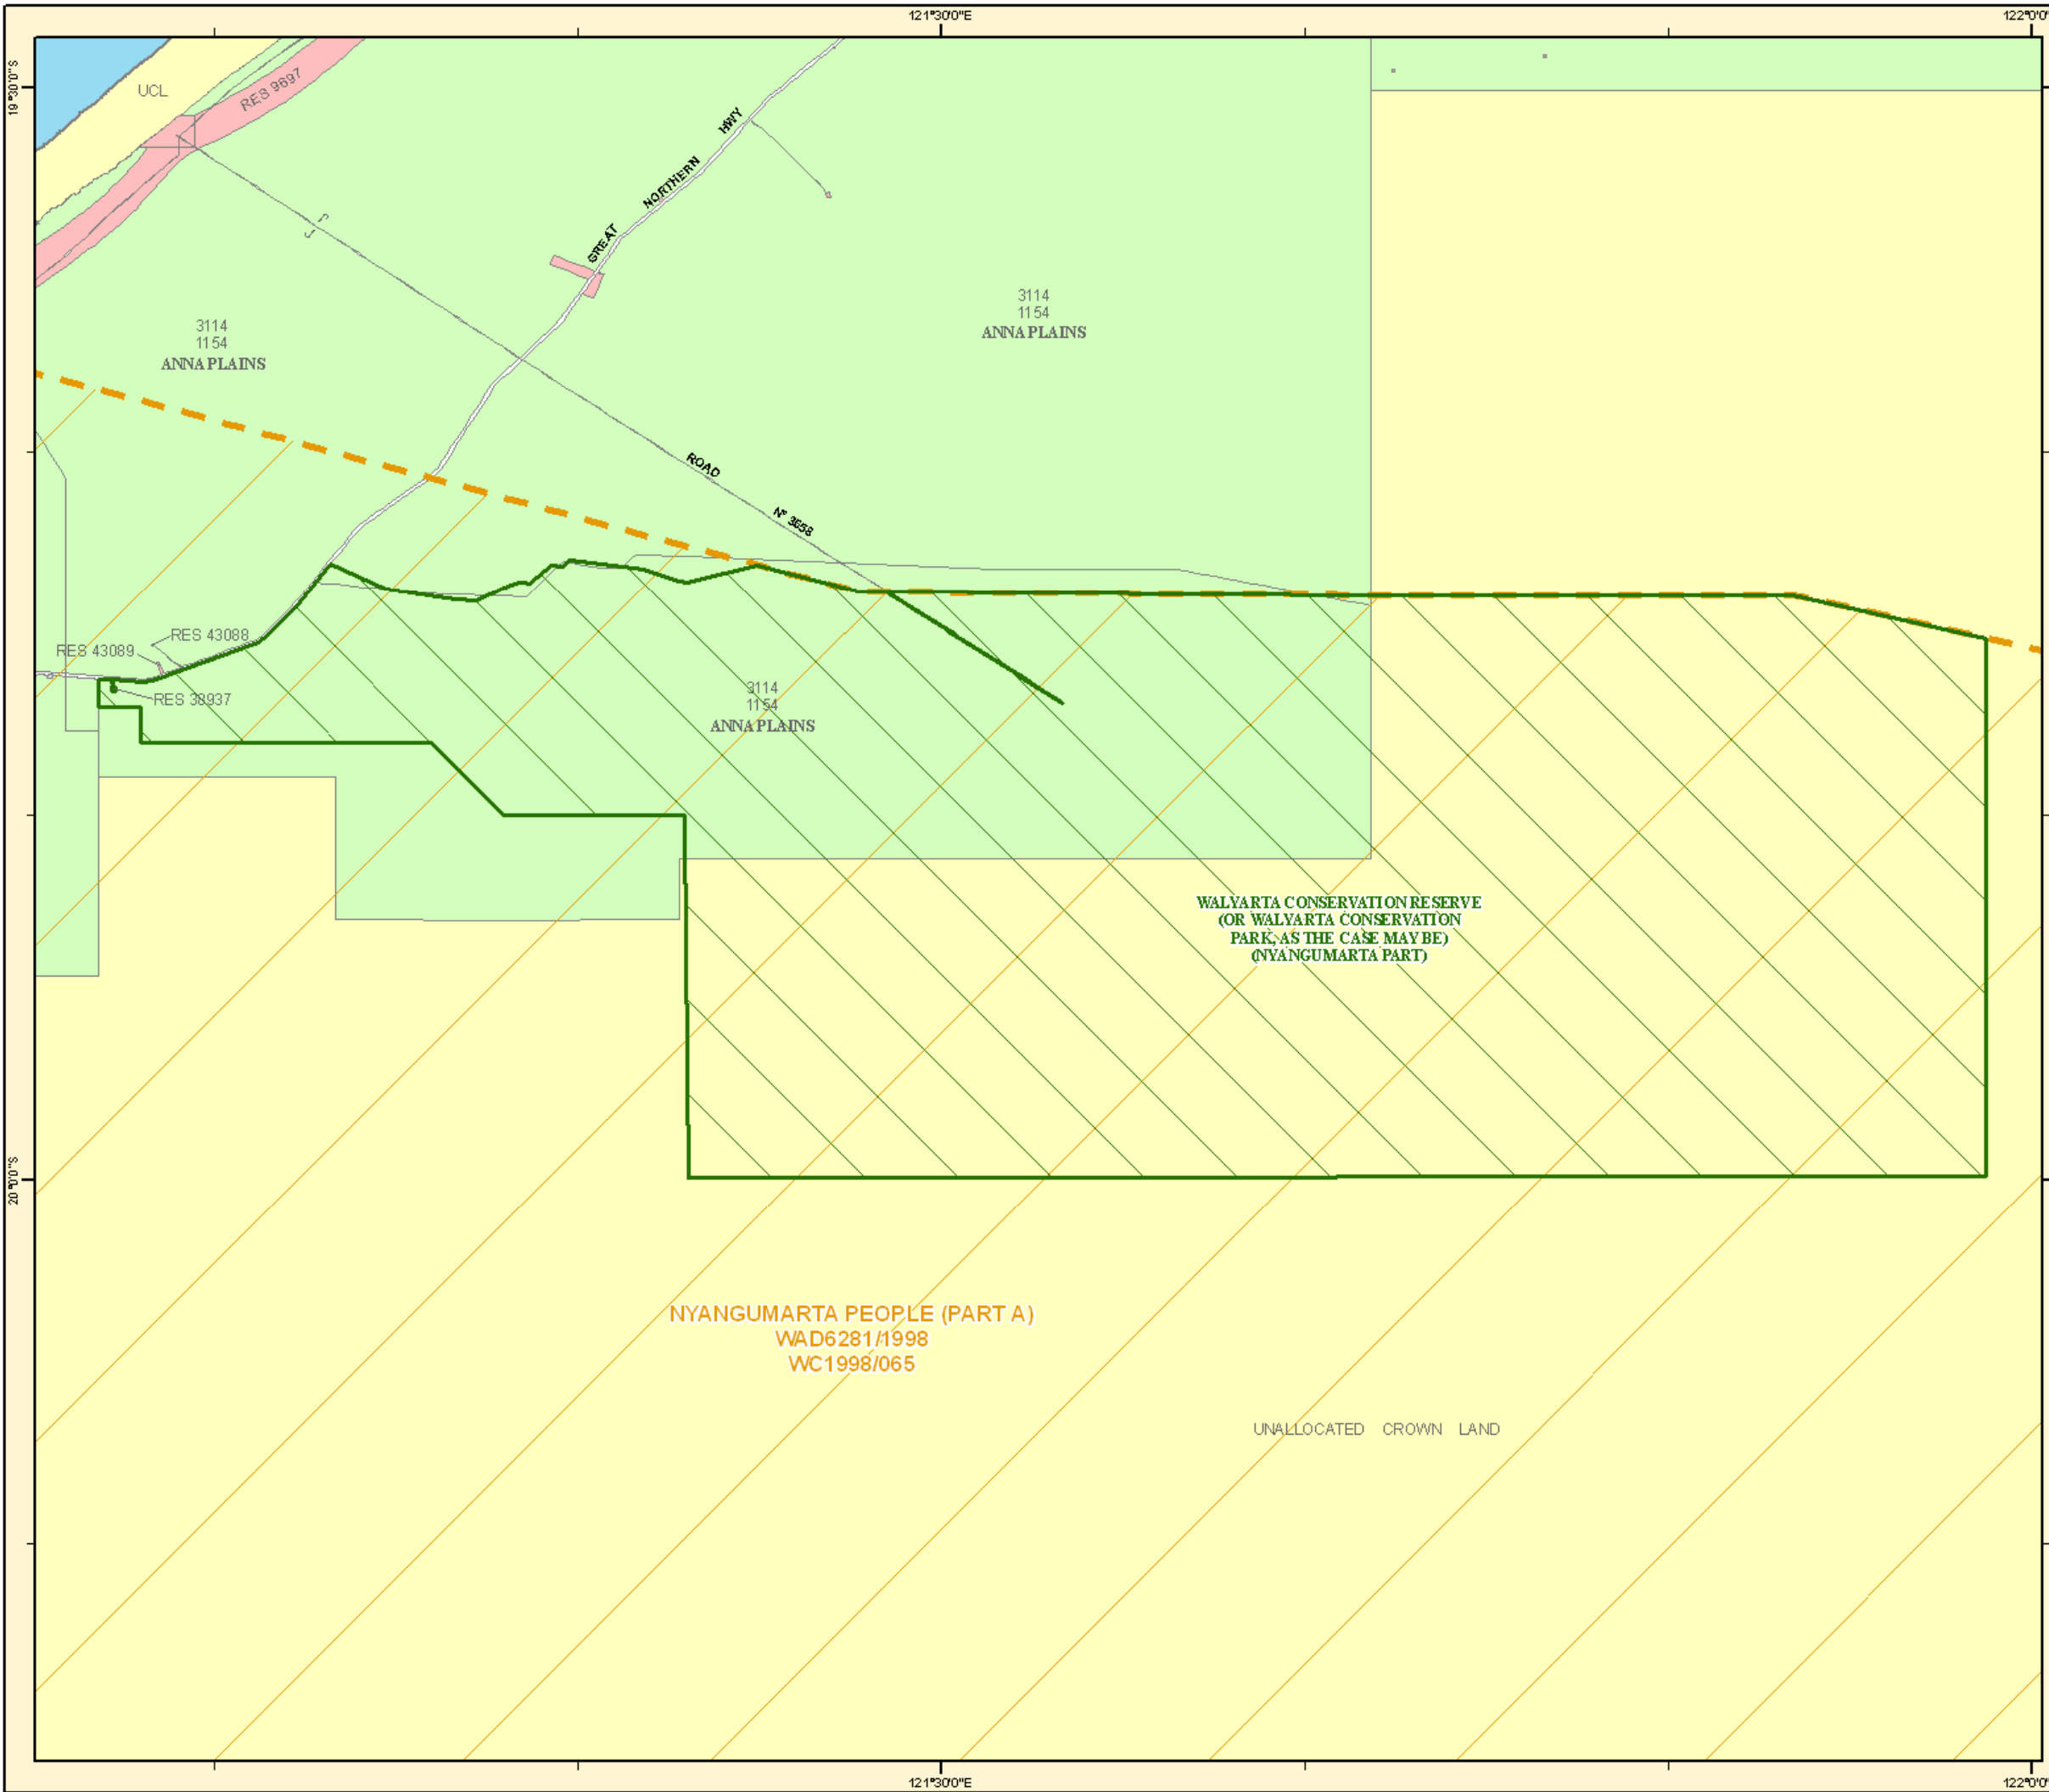 121°30'0"E
122°0'0"
19°30'0"S
UCL
RES 9697
GREAT NORTHERN HWY
3114
1154
ANNA PLAINS
3114
1154
ANNA PLAINS
ROAD Nº 3658
RES 43088
RES 43089
RES 38937
3114
1154
ANNA PLAINS
WALYARTA CONSERVATION RESERVE
(OR WALYARTA CONSERVATION
PARK, AS THE CASE MAY BE)
(NYANGUMARTA PART)
20°0'0"S
NYANGUMARTA PEOPLE (PART A)
WAD6281/1998
WC1998/065
UNALLOCATED CROWN LAND
121°30'0"E
122°0'0"